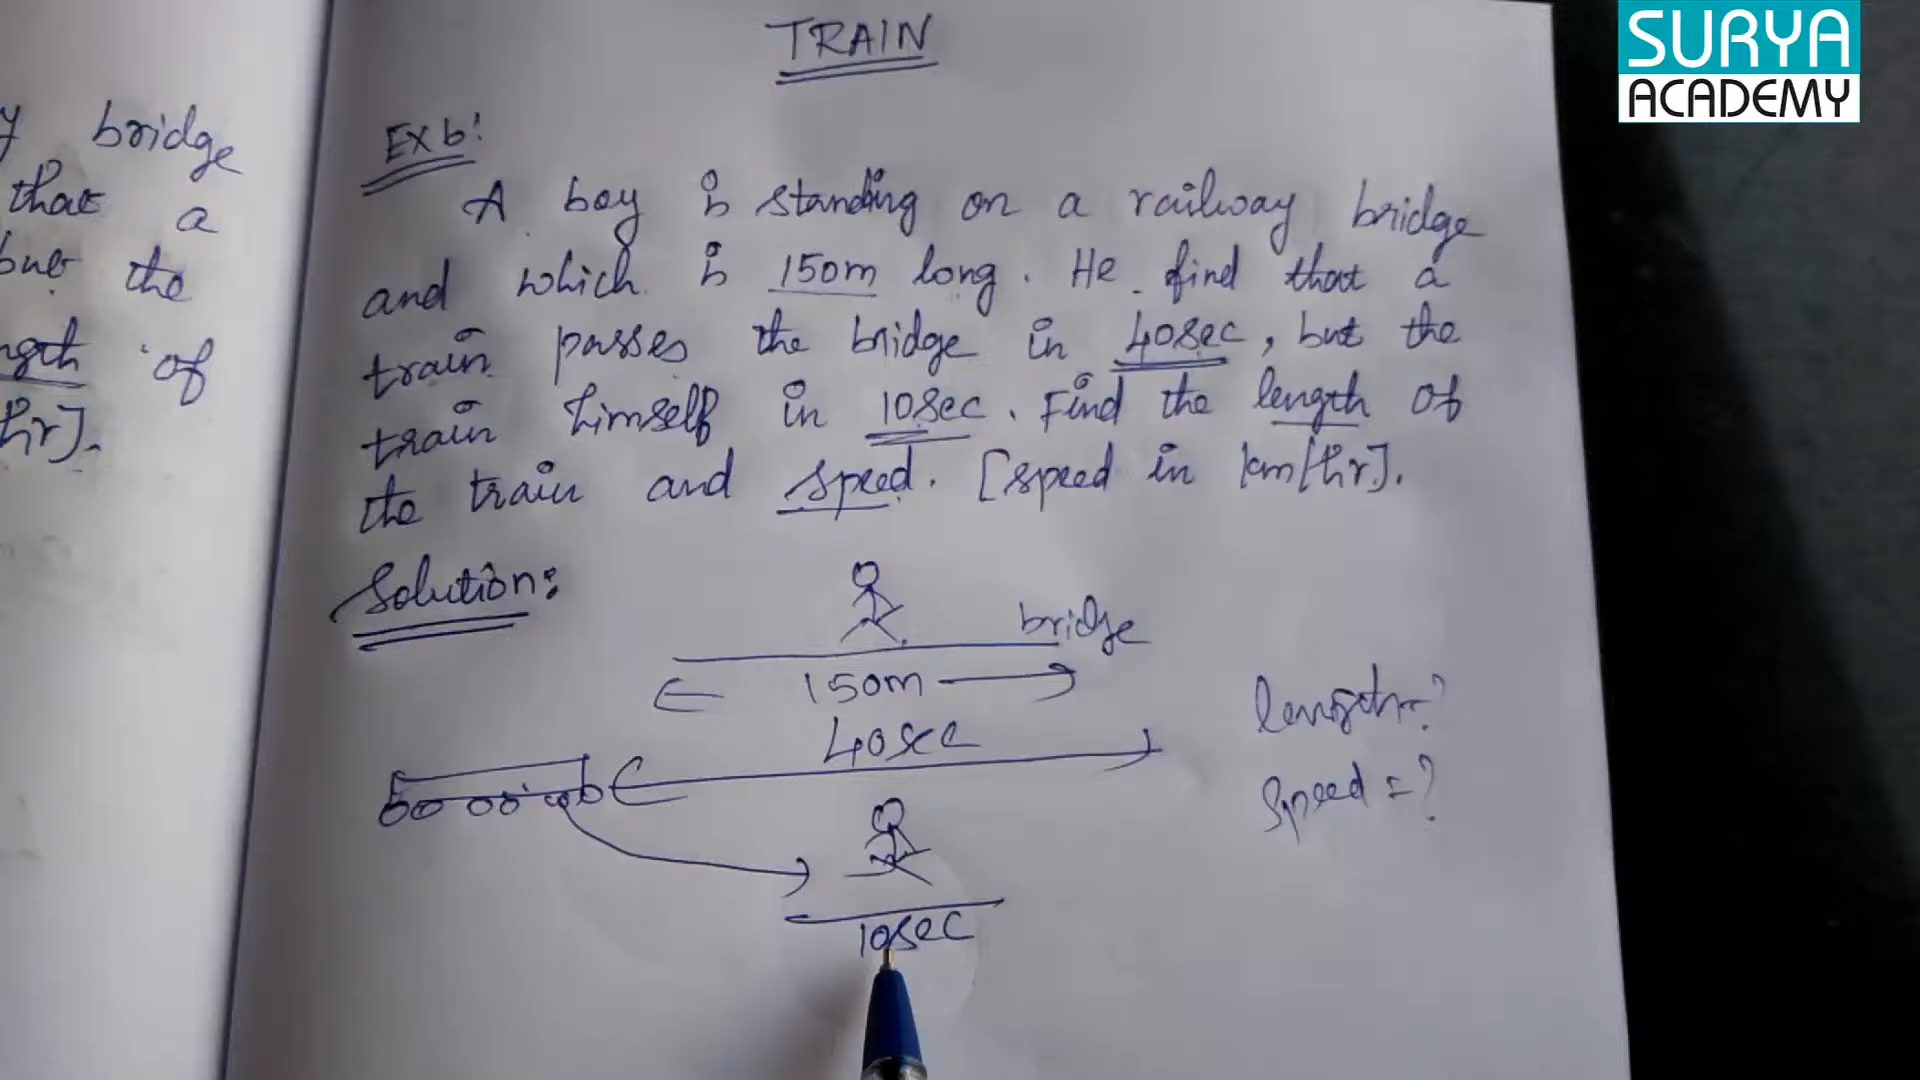 TRAIN
SURYA
ACADEMY
bridge
that a
but the
of
hr].
Ex 6:
A boy is standing on a railway bridge
and which is 150m long. He find that a
train passes the bridge in 40sec, but the
train himself in 10sec. Find the length of
the train and speed. [speed in km/hr].
Solution:
bridge
150m
40sec
length=?
speed=?
10sec